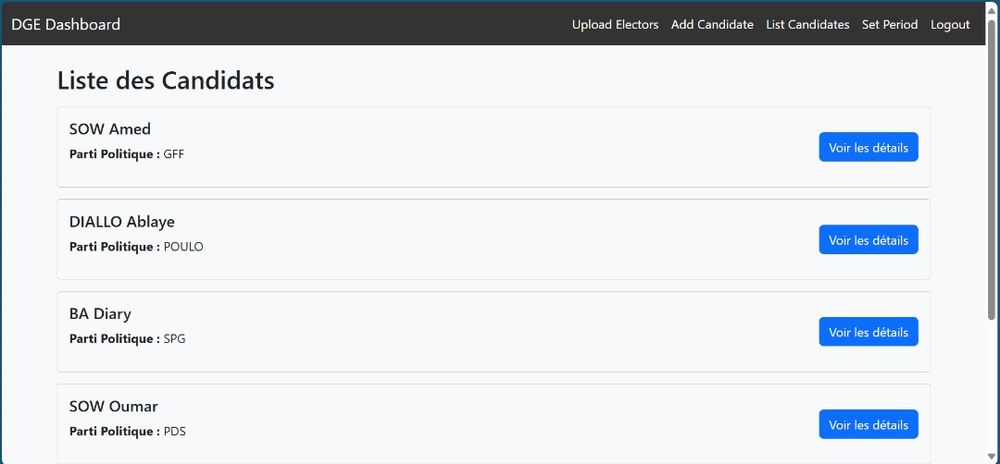 DGE Dashboard Upload Electors Add Candidate List Candidates Set Period Logout
Liste des Candidats
SOW Amed
Parti Politique : GFF
Voir les détails
DIALLO Ablaye
Parti Politique : POULO
Voir les détails
BA Diary
Parti Politique : SPG
Voir les détails
SOW Oumar
Parti Politique : PDS
Voir les détails